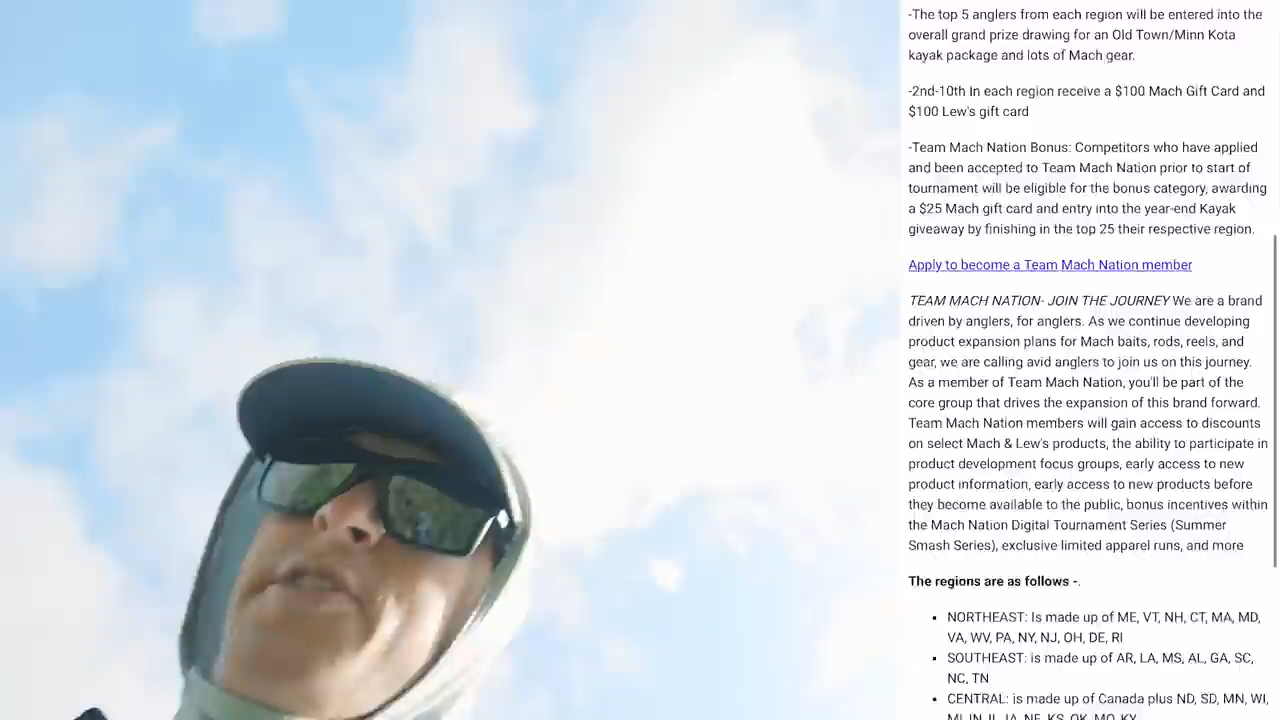 -The top 5 anglers from each region will be entered into the
overall grand prize drawing for an Old Town/Minn Kota
kayak package and lots of Mach gear.
-2nd-10th In each region receive a $100 Mach Gift Card and
$100 Lew's gift card
-Team Mach Nation Bonus: Competitors who have applied
and been accepted to Team Mach Nation prior to start of
tournament will be eligible for the bonus category, awarding
a $25 Mach gift card and entry into the year-end Kayak
giveaway by finishing in the top 25 their respective region.
Apply to become a Team Mach Nation member
TEAM MACH NATION- JOIN THE JOURNEY We are a brand
driven by anglers, for anglers. As we continue developing
product expansion plans for Mach baits, rods, reels, and
gear, we are calling avid anglers to join us on this journey.
As a member of Team Mach Nation, you'll be part of the
core group that drives the expansion of this brand forward.
Team Mach Nation members will gain access to discounts
on select Mach & Lew's products, the ability to participate in
product development focus groups, early access to new
product information, early access to new products before
they become available to the public, bonus incentives within
the Mach Nation Digital Tournament Series (Summer
Smash Series), exclusive limited apparel runs, and more
The regions are as follows -.
NORTHEAST: Is made up of ME, VT, NH, CT, MA, MD,
VA, WV, PA, NY, NJ, OH, DE, RI
SOUTHEAST: is made up of AR, LA, MS, AL, GA, SC,
NC, TN
CENTRAL: is made up of Canada plus ND, SD, MN, WI,
MI, IN, IL, IA, NE, KS, OK, MO, KY